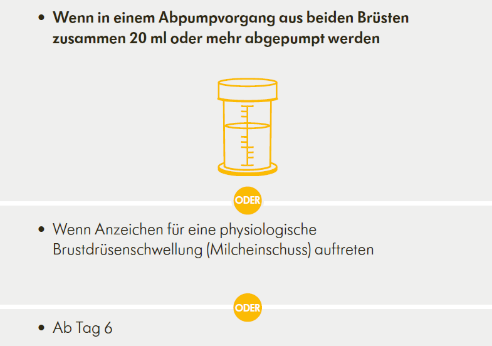 • Wenn in einem Abpumpvorgang aus beiden Brüsten
zusammen 20 ml oder mehr abgepumpt werden
ODER
• Wenn Anzeichen für eine physiologische
Brustdrüsenschwellung (Milcheinschuss) auftreten
ODER
• Ab Tag 6